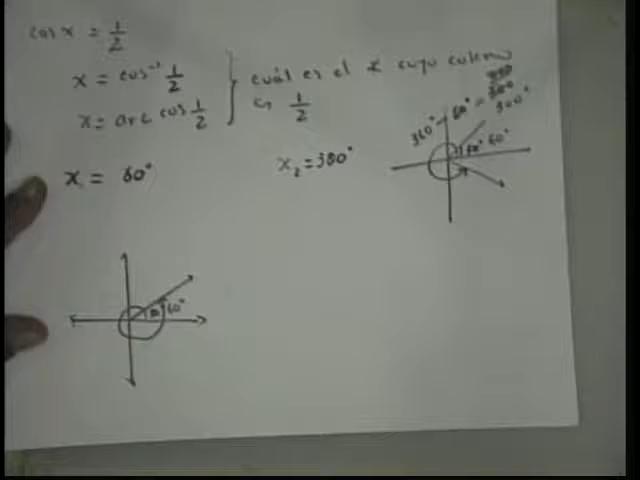 cos x = 1/2
x = cos⁻¹ 1/2
x = arc cos 1/2
cuál es el x cuyo coseno
es 1/2
x = 60°
x₂ = 300°
360° - 60° =
300°
60°
60°